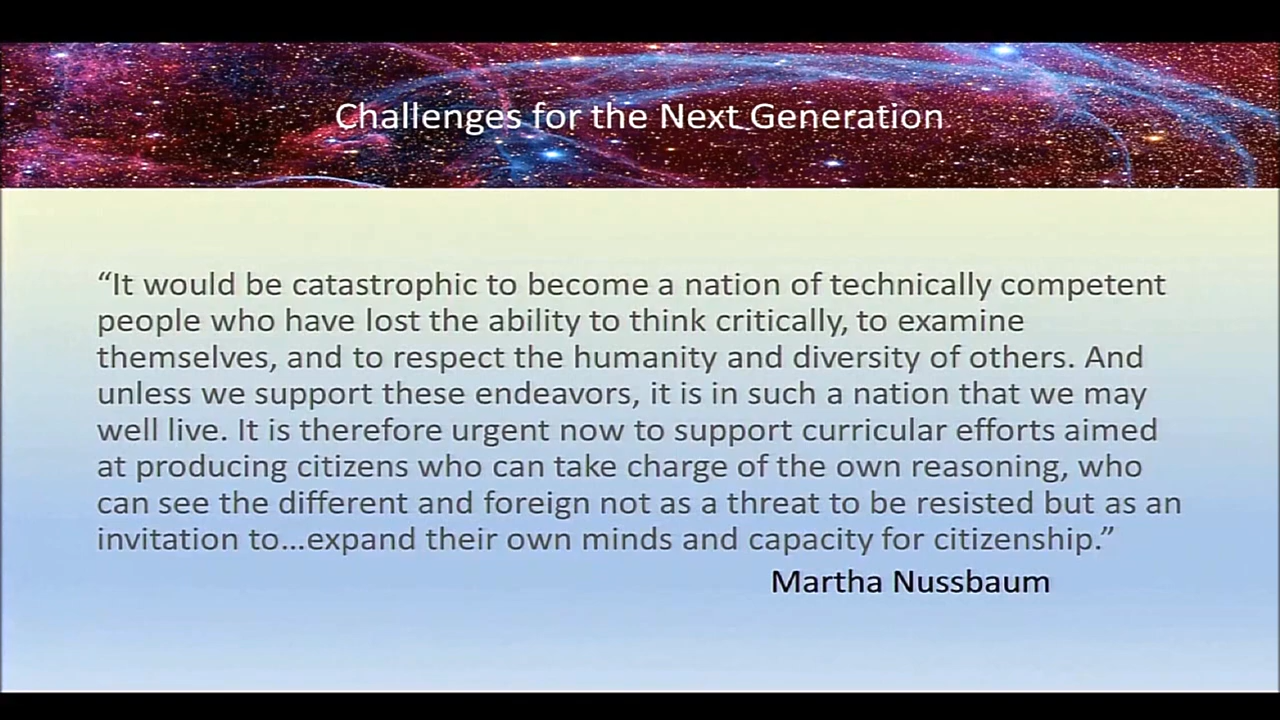 Challenges for the Next Generation
“It would be catastrophic to become a nation of technically competent
people who have lost the ability to think critically, to examine
themselves, and to respect the humanity and diversity of others. And
unless we support these endeavors, it is in such a nation that we may
well live. It is therefore urgent now to support curricular efforts aimed
at producing citizens who can take charge of the own reasoning, who
can see the different and foreign not as a threat to be resisted but as an
invitation to…expand their own minds and capacity for citizenship.”
Martha Nussbaum